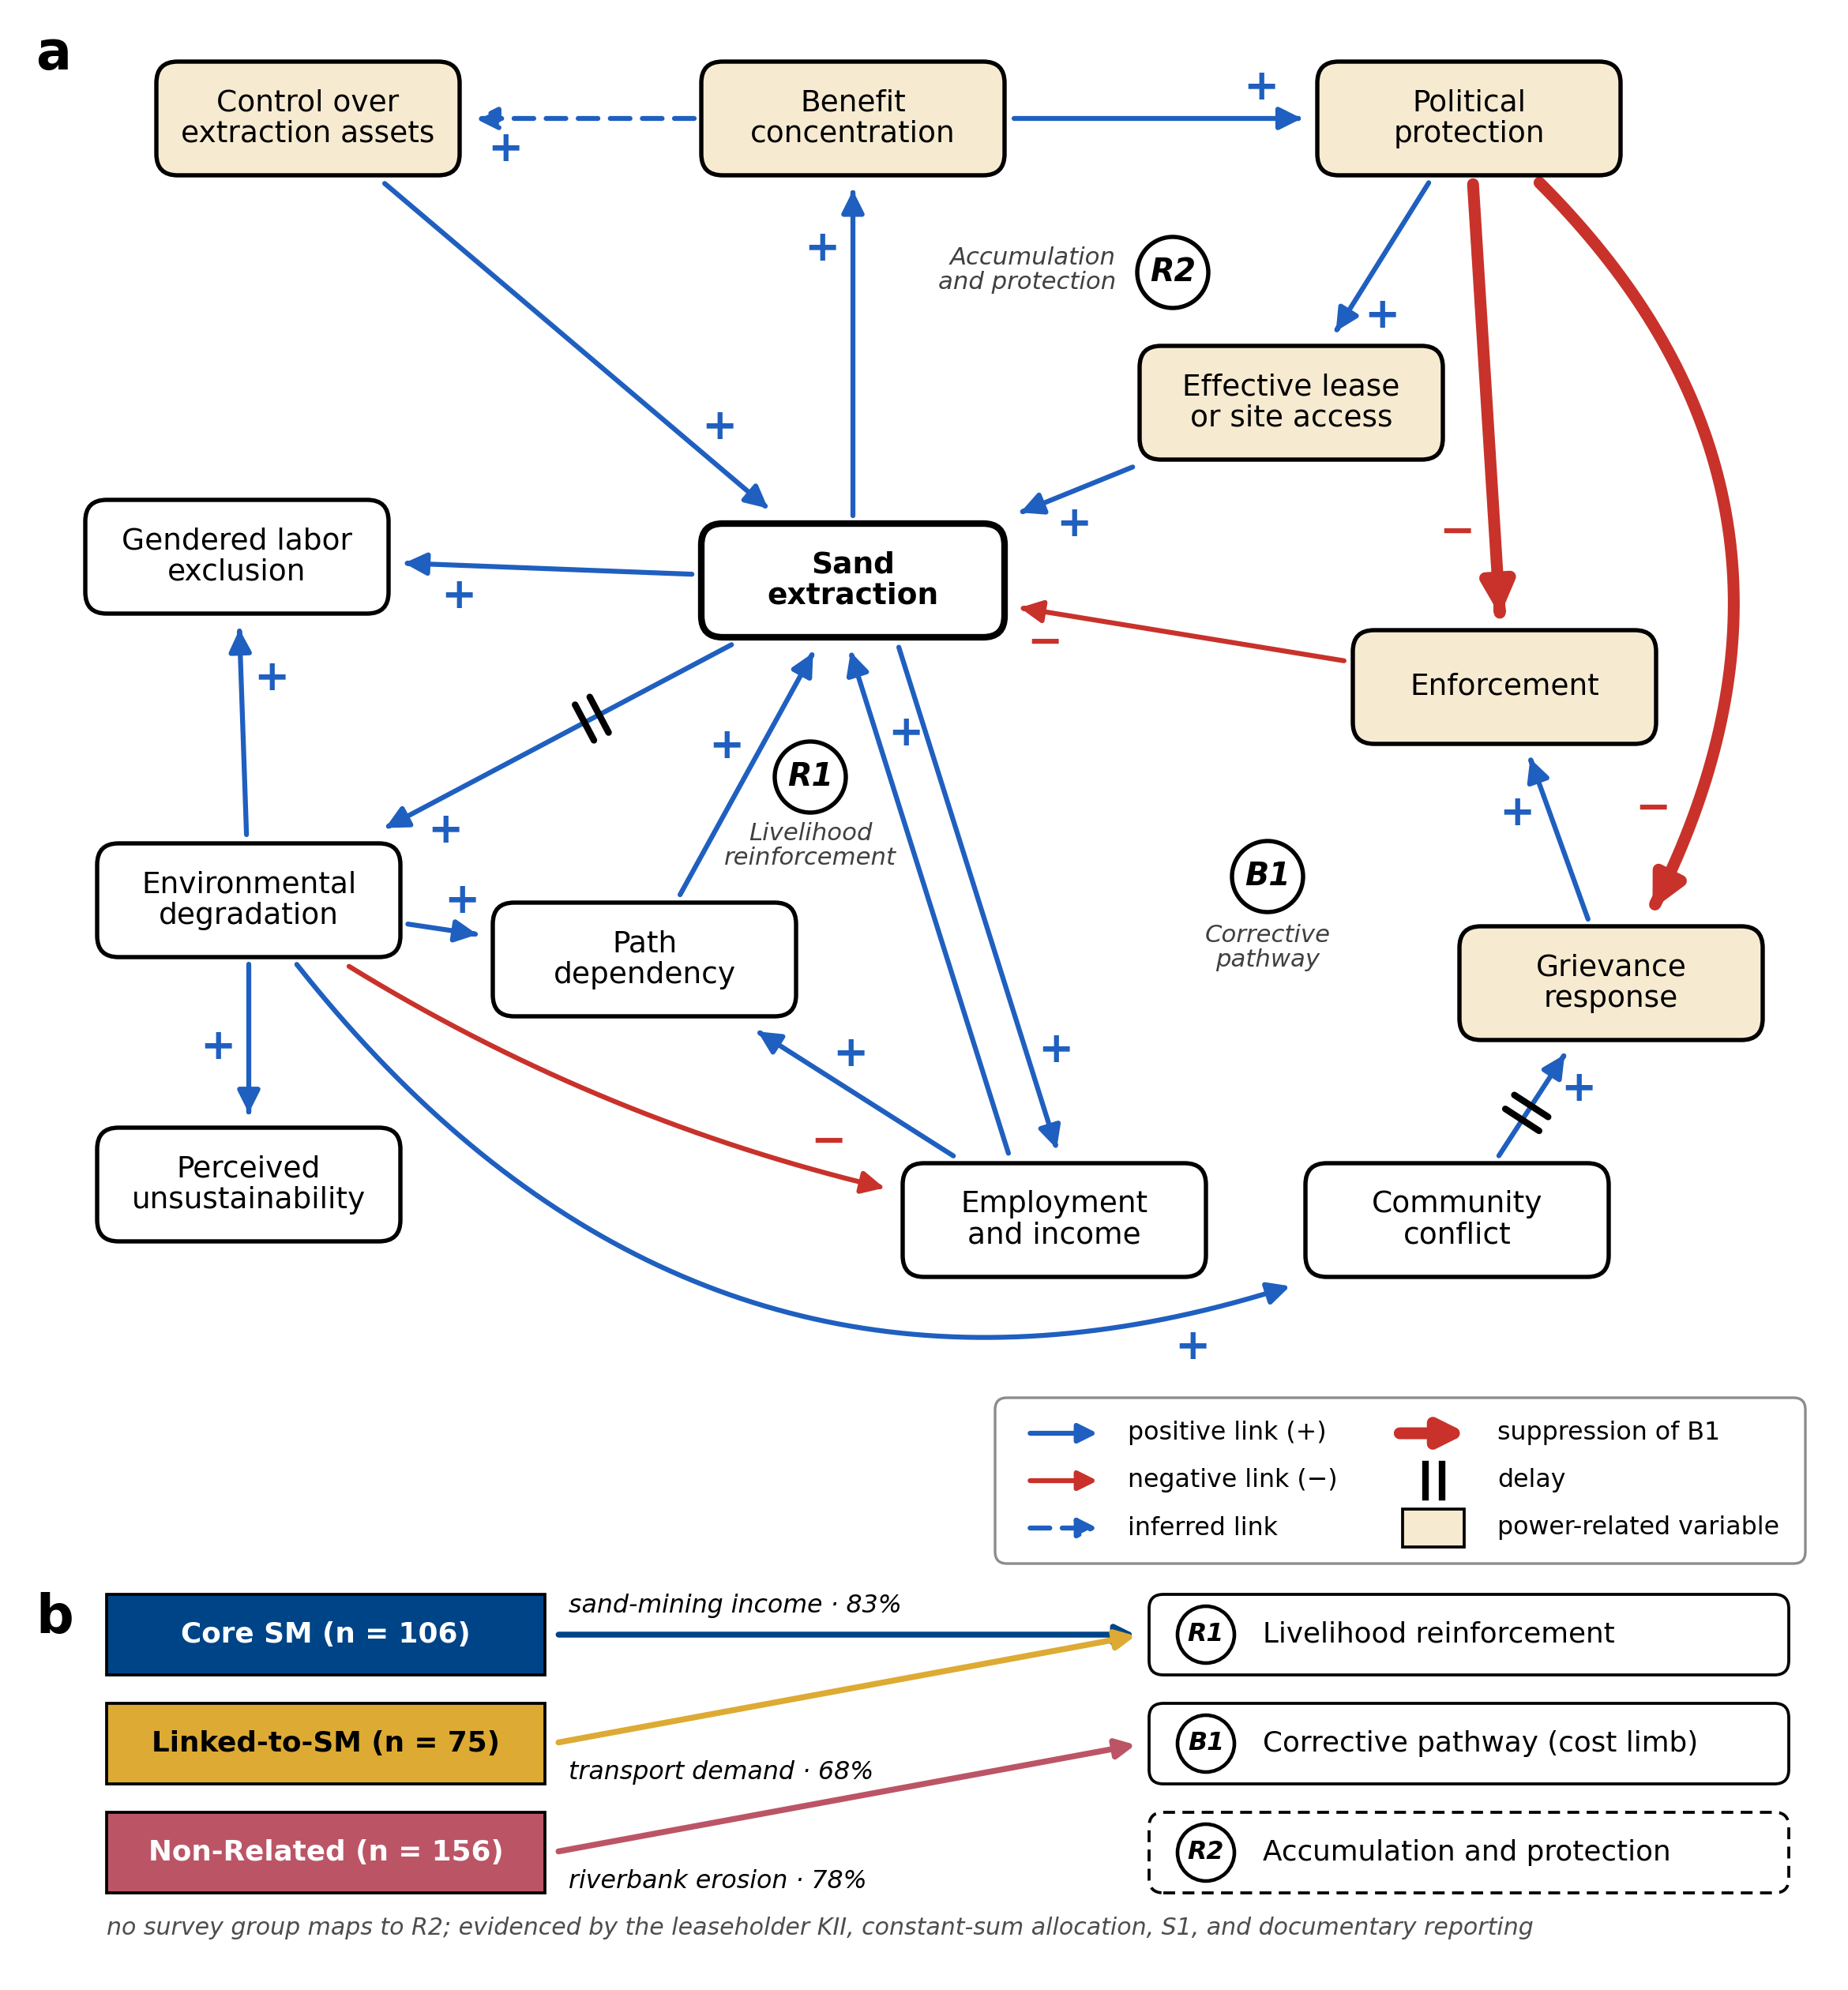 a
Control over
extraction assets
Benefit
concentration
Political
protection
+
+
+
Accumulation
and protection
R2
+
Effective lease
or site access
+
+
−
Gendered labor
exclusion
Sand
extraction
+
−
Enforcement
+
+
+
R1
Livelihood
reinforcement
+
+
−
Environmental
degradation
+
Path
dependency
B1
Corrective
pathway
Grievance
response
+
+
+
+
−
Perceived
unsustainability
Employment
and income
Community
conflict
+
positive link (+)
suppression of B1
negative link (−)
delay
inferred link
power-related variable
b
Core SM (n = 106)
sand-mining income · 83%
R1
Livelihood reinforcement
Linked-to-SM (n = 75)
transport demand · 68%
B1
Corrective pathway (cost limb)
Non-Related (n = 156)
riverbank erosion · 78%
R2
Accumulation and protection
no survey group maps to R2; evidenced by the leaseholder KII, constant-sum allocation, S1, and documentary reporting